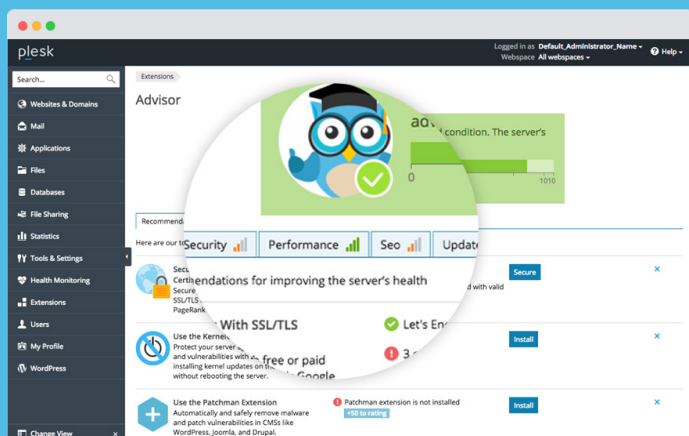 plesk
Logged in as Default_Administrator_Name
Webspace All webspaces
Help
Search...
Extensions
Advisor
Websites & Domains
Mail
Applications
Files
Databases
File Sharing
Statistics
Tools & Settings
Health Monitoring
Extensions
Users
My Profile
WordPress
Change View
condition. The server's
0
1010
Security
Performance
Seo
Here are our
endations for improving the server's health
d with valid
Secure
SSL/TLS
PageRank
With SSL/TLS
Let's
3
free or paid
Google
Secure
Use the
Protect your server
and vulnerabilities with
installing kernel updates on
without rebooting the server.
Install
Use the Patchman Extension
Automatically and safely remove malware
and patch vulnerabilities in CMSs like
WordPress, Joomla, and Drupal.
Patchman extension is not installed
+50 to rating
Install